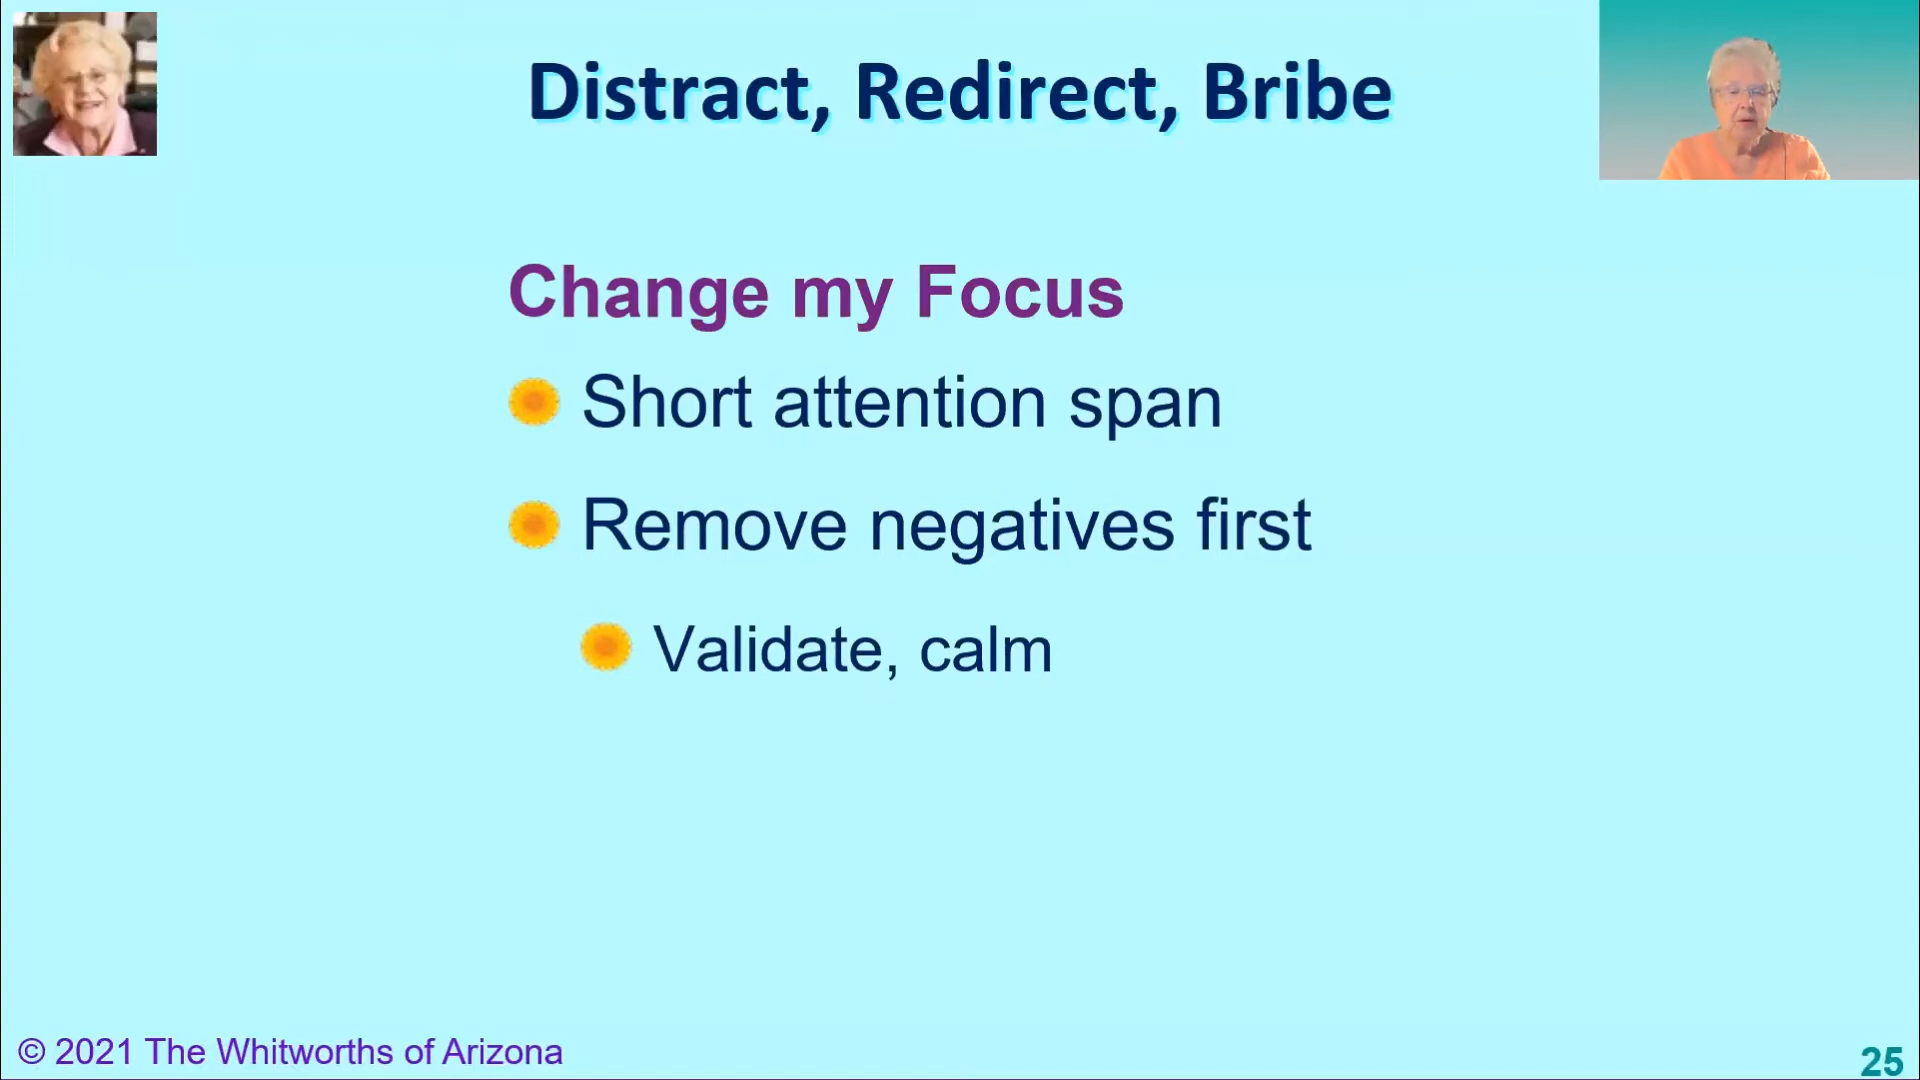 Distract, Redirect, Bribe
Change my Focus
Short attention span
Remove negatives first
Validate, calm
© 2021 The Whitworths of Arizona
25